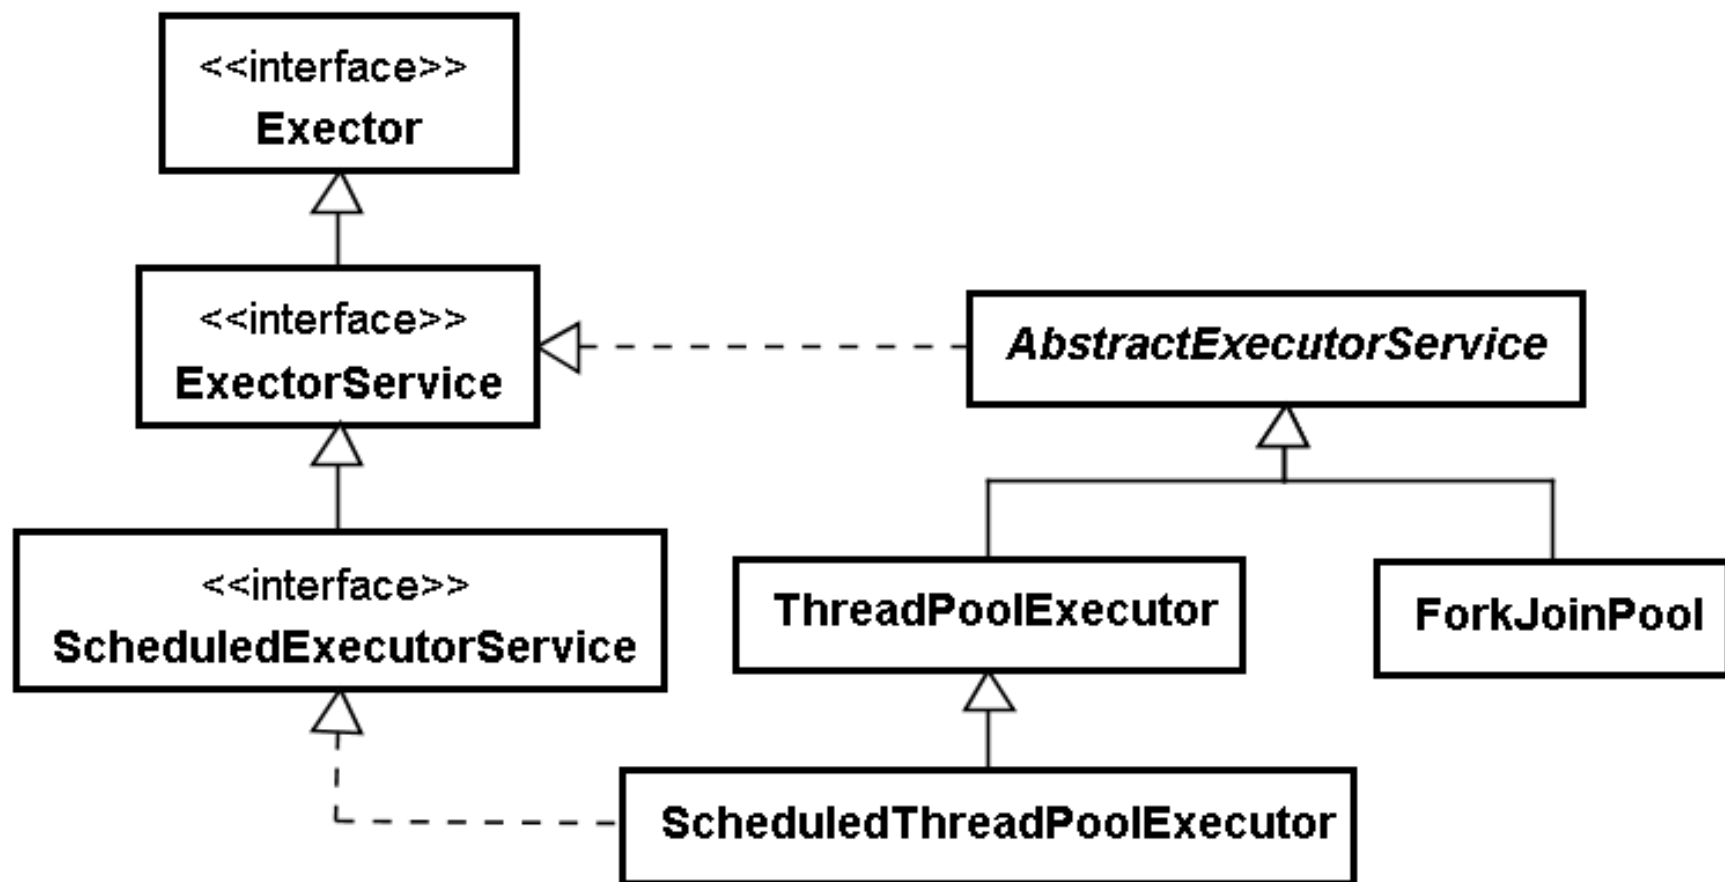 <<interface>>
Exector
<<interface>>
ExectorService
AbstractExecutorService
<<interface>>
ScheduledExecutorService
ThreadPoolExecutor
ForkJoinPool
ScheduledThreadPoolExecutor